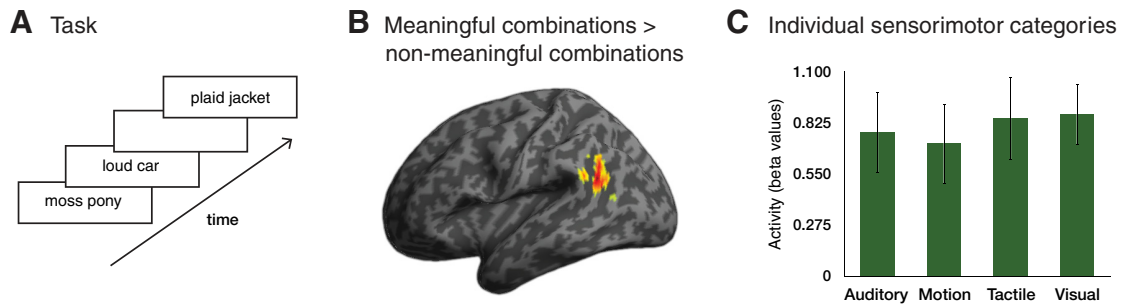 A Task
plaid jacket
loud car
moss pony
time
B Meaningful combinations >
non-meaningful combinations
C Individual sensorimotor categories
Activity (beta values)
1.100
0.825
0.550
0.275
0
Auditory Motion Tactile Visual